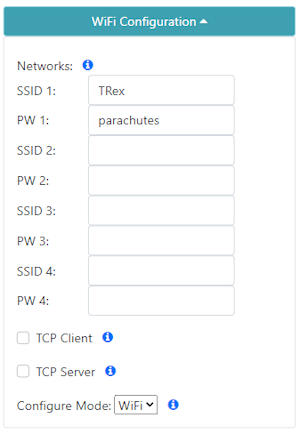 WiFi Configuration
Networks:
SSID 1: TRex
PW 1: parachutes
SSID 2:
PW 2:
SSID 3:
PW 3:
SSID 4:
PW 4:
TCP Client
TCP Server
Configure Mode: WiFi